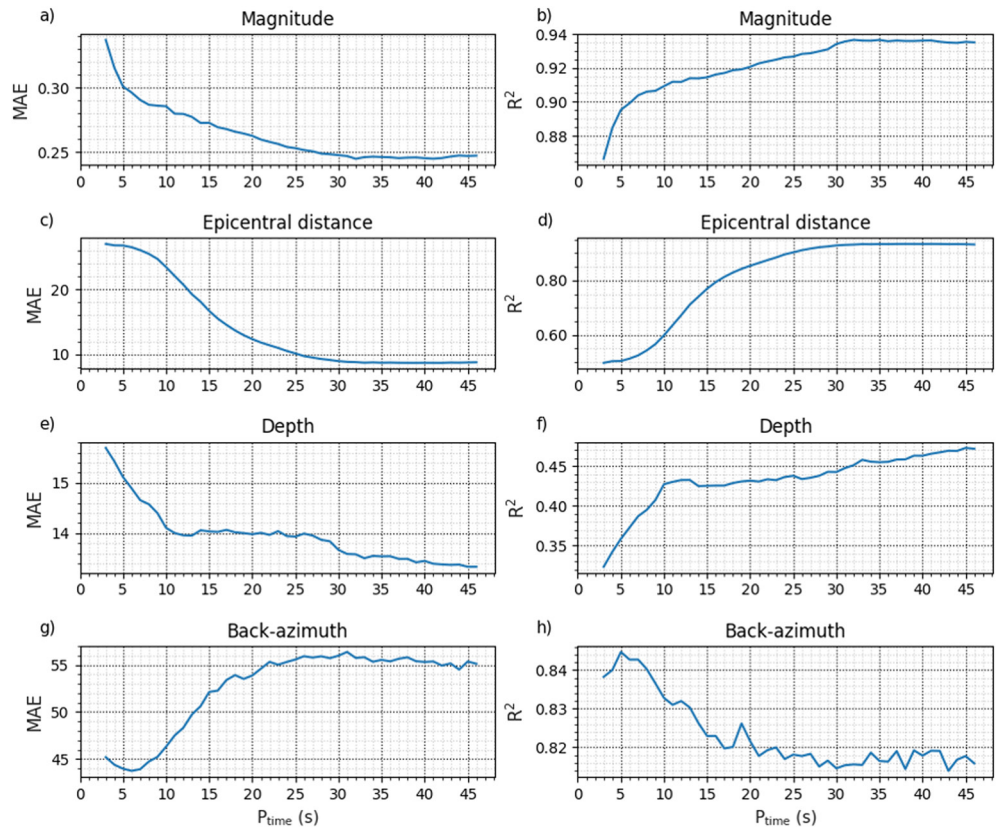 a) Magnitude
MAE
0.30
0.25
0 5 10 15 20 25 30 35 40 45
b) Magnitude
R²
0.94
0.92
0.90
0.88
0 5 10 15 20 25 30 35 40 45
c) Epicentral distance
MAE
20
10
0 5 10 15 20 25 30 35 40 45
d) Epicentral distance
R²
0.80
0.60
0 5 10 15 20 25 30 35 40 45
e) Depth
MAE
15
14
0 5 10 15 20 25 30 35 40 45
f) Depth
R²
0.45
0.40
0.35
0 5 10 15 20 25 30 35 40 45
g) Back-azimuth
MAE
55
50
45
0 5 10 15 20 25 30 35 40 45
P_time (s)
h) Back-azimuth
R²
0.84
0.83
0.82
0 5 10 15 20 25 30 35 40 45
P_time (s)